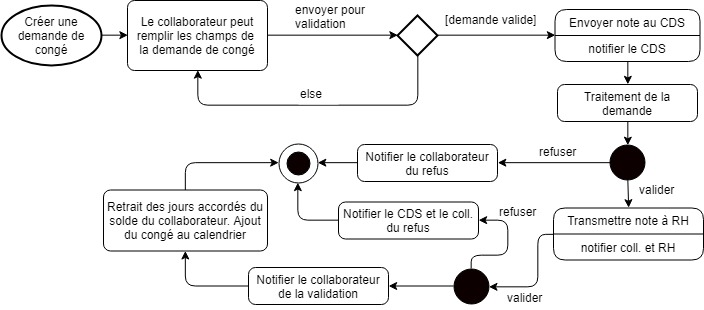 Créer une
demande de
congé
Le collaborateur peut
remplir les champs de
la demande de congé
envoyer pour
validation
[demande valide]
else
Envoyer note au CDS
notifier le CDS
Traitement de la
demande
refuser
valider
Notifier le collaborateur
du refus
Transmettre note à RH
notifier coll. et RH
Retrait des jours accordés du
solde du collaborateur. Ajout
du congé au calendrier
Notifier le CDS et le coll.
du refus
refuser
valider
Notifier le collaborateur
de la validation